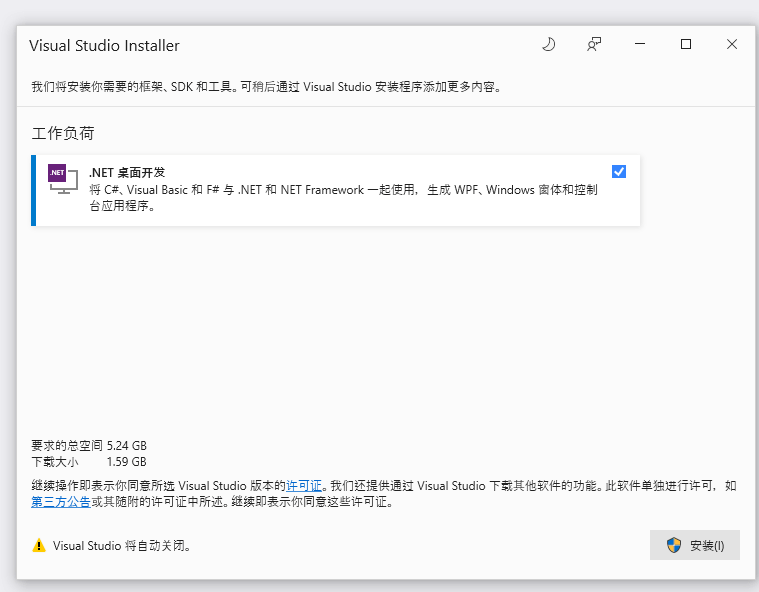 Visual Studio Installer
我们将安装你需要的框架、SDK 和工具。可稍后通过 Visual Studio 安装程序添加更多内容。
工作负荷
.NET
.NET 桌面开发
将 C#、Visual Basic 和 F# 与 .NET 和 NET Framework 一起使用，生成 WPF、Windows 窗体和控制
台应用程序。
要求的总空间 5.24 GB
下载大小 1.59 GB
继续操作即表示你同意所选 Visual Studio 版本的许可证。我们还提供通过 Visual Studio 下载其他软件的功能。此软件单独进行许可，如
第三方公告或其随附的许可证中所述。继续即表示你同意这些许可证。
Visual Studio 将自动关闭。
安装(I)